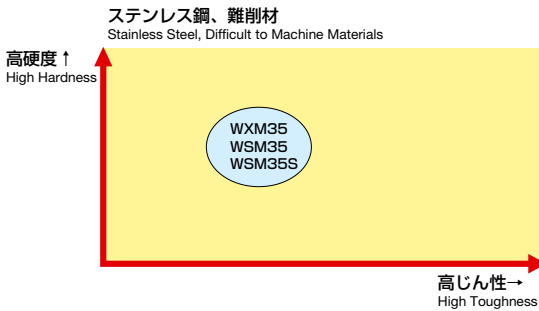 ステンレス鋼、難削材
Stainless Steel, Difficult to Machine Materials
高硬度↑
High Hardness
WXM35
WSM35
WSM35S
高じん性→
High Toughness